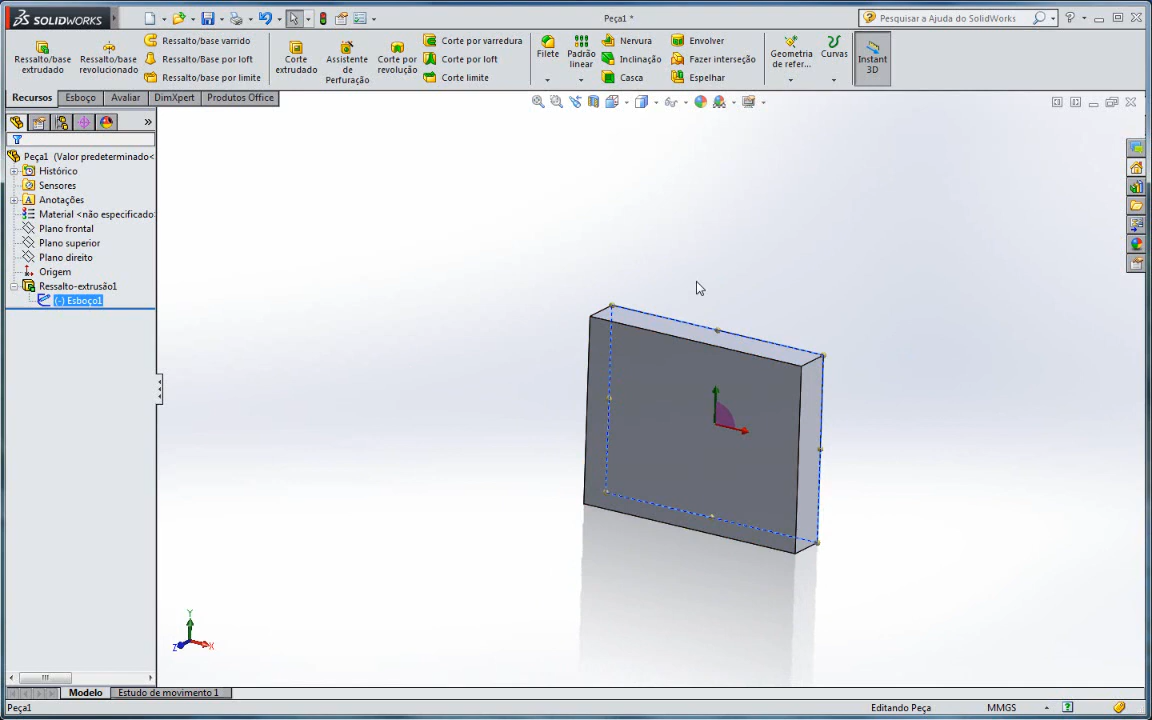 SOLIDWORKS
Peça1 *
Pesquisar a Ajuda do SolidWorks
Ressalto/base extrudado
Ressalto/base revolucionado
Ressalto/base varrido
Ressalto/base por loft
Ressalto/base por limite
Corte extrudado
Assistente de Perfuração
Corte por revolução
Corte por varredura
Corte por loft
Corte limite
Filete
Padrão linear
Nervura
Inclinação
Casca
Envolver
Fazer interseção
Espelhar
Geometria de refer...
Curvas
Instant 3D
Recursos
Esboço
Avaliar
DimXpert
Produtos Office
Peça1 (Valor predeterminado<
Histórico
Sensores
Anotações
Material <não especificado>
Plano frontal
Plano superior
Plano direito
Origem
Ressalto-extrusão1
(-) Esboço1
Y
Z
X
Modelo
Estudo de movimento 1
Peça1
Editando Peça
MMGS